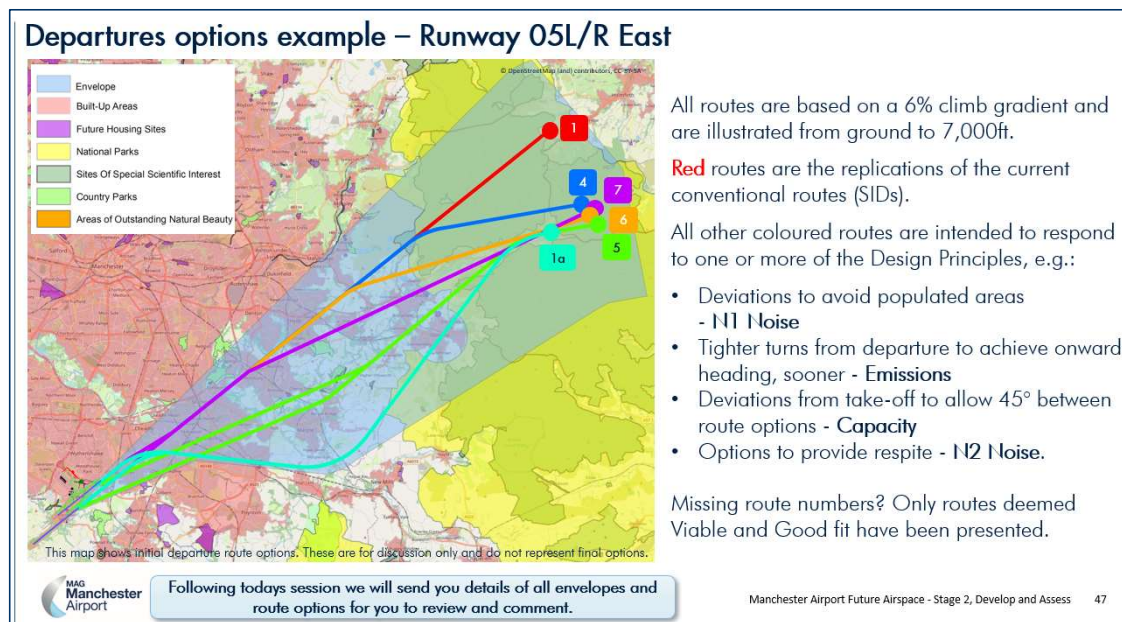 Departures options example – Runway 05L/R East
© OpenStreetMap (and) contributors, CC-BY-SA
Envelope
Built-Up Areas
Future Housing Sites
National Parks
Sites Of Special Scientific Interest
Country Parks
Areas of Outstanding Natural Beauty
1
4
7
6
5
1a
This map shows initial departure route options. These are for discussion only and do not represent final options.
All routes are based on a 6% climb gradient and
are illustrated from ground to 7,000ft.
Red routes are the replications of the current
conventional routes (SIDs).
All other coloured routes are intended to respond
to one or more of the Design Principles, e.g.:
• Deviations to avoid populated areas
- N1 Noise
• Tighter turns from departure to achieve onward
heading, sooner - Emissions
• Deviations from take-off to allow 45° between
route options - Capacity
• Options to provide respite - N2 Noise.
Missing route numbers? Only routes deemed
Viable and Good fit have been presented.
MAG
Manchester
Airport
Following todays session we will send you details of all envelopes and
route options for you to review and comment.
Manchester Airport Future Airspace - Stage 2, Develop and Assess 47